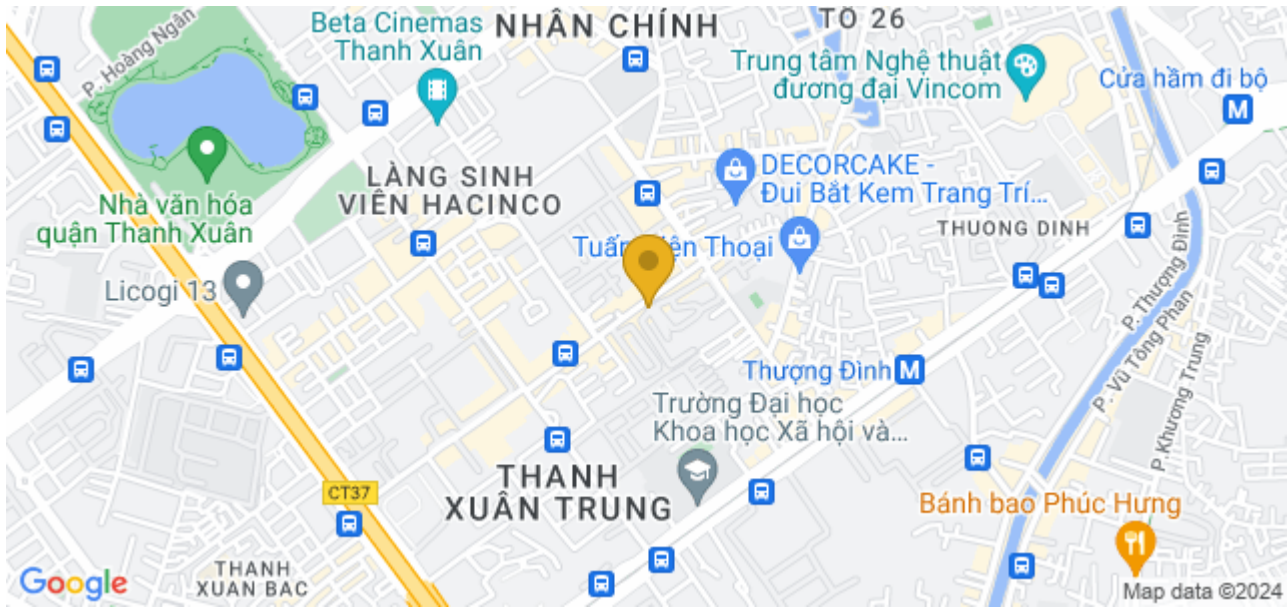 NHÂN CHÍNH
TỔ 26
P. Hoàng Ngân
Beta Cinemas
Thanh Xuân
Trung tâm Nghệ thuật
đương đại Vincom
Cửa hầm đi bộ
M
LÀNG SINH
VIÊN HACINCO
DECORCAKE -
Đui Bắt Kem Trang Trí...
Nhà văn hóa
quận Thanh Xuân
Thoại
THUONG DINH
Licogi 13
P. Thượng Đình
P. Vũ Tông Phan
P. Khương Trung
Thượng Đình M
Trường Đại học
Khoa học Xã hội và...
THANH
XUÂN TRUNG
CT37
Bánh bao Phúc Hưng
THANH
XUAN BAC
Google
Map data ©2024